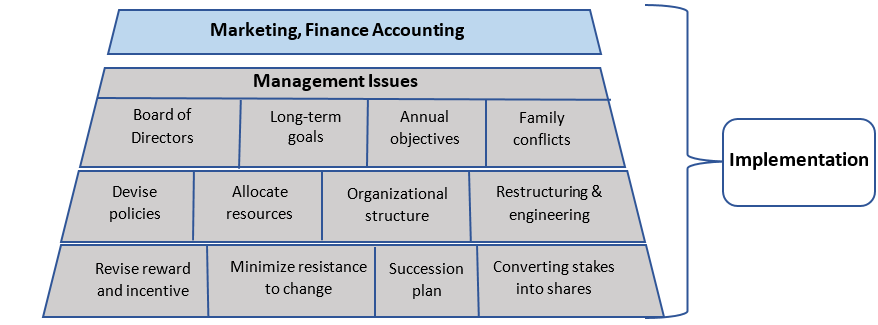 Marketing, Finance Accounting
Management Issues
Board of
Directors
Long-term
goals
Annual
objectives
Family
conflicts
Devise
policies
Allocate
resources
Organizational
structure
Restructuring &
engineering
Revise reward
and incentive
Minimize resistance
to change
Succession
plan
Converting stakes
into shares
Implementation